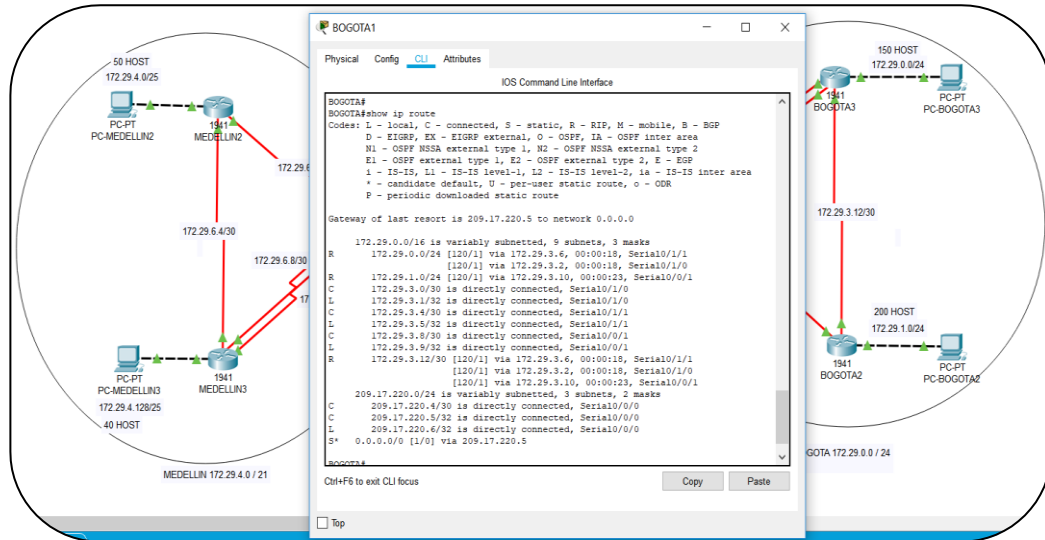 BOGOTA1
Physical Config CLI Attributes
IOS Command Line Interface
BOGOTA#
BOGOTA#show ip route
Codes: L - local, C - connected, S - static, R - RIP, M - mobile, B - BGP
D - EIGRP, EX - EIGRP external, O - OSPF, IA - OSPF inter area
N1 - OSPF NSSA external type 1, N2 - OSPF NSSA external type 2
E1 - OSPF external type 1, E2 - OSPF external type 2, E - EGP
i - IS-IS, L1 - IS-IS level-1, L2 - IS-IS level-2, ia - IS-IS inter area
* - candidate default, U - per-user static route, o - ODR
P - periodic downloaded static route
Gateway of last resort is 209.17.220.5 to network 0.0.0.0
172.29.0.0/16 is variably subnetted, 9 subnets, 3 masks
R 172.29.0.0/24 [120/1] via 172.29.3.6, 00:00:18, Serial0/1/1
[120/1] via 172.29.3.2, 00:00:18, Serial0/1/0
R 172.29.1.0/24 [120/1] via 172.29.3.10, 00:00:23, Serial0/0/1
C 172.29.3.0/30 is directly connected, Serial0/1/0
L 172.29.3.1/32 is directly connected, Serial0/1/0
C 172.29.3.4/30 is directly connected, Serial0/1/1
L 172.29.3.5/32 is directly connected, Serial0/1/1
C 172.29.3.8/30 is directly connected, Serial0/0/1
L 172.29.3.9/32 is directly connected, Serial0/0/1
R 172.29.3.12/30 [120/1] via 172.29.3.6, 00:00:18, Serial0/1/1
[120/1] via 172.29.3.2, 00:00:18, Serial0/1/0
[120/1] via 172.29.3.10, 00:00:23, Serial0/0/1
209.17.220.0/24 is variably subnetted, 3 subnets, 2 masks
C 209.17.220.4/30 is directly connected, Serial0/0/0
C 209.17.220.5/32 is directly connected, Serial0/0/0
L 209.17.220.6/32 is directly connected, Serial0/0/0
S* 0.0.0.0/0 [1/0] via 209.17.220.5
BOGOTA#
Ctrl+F6 to exit CLI focus
Copy Paste
Top
50 HOST
172.29.4.0/25
PC-PT
PC-MEDELLIN2
1941
MEDELLIN2
172.29.6
172.29.6.4/30
172.29.6.8/30
17
PC-PT
PC-MEDELLIN3
172.29.4.128/25
40 HOST
1941
MEDELLIN3
MEDELLIN 172.29.4.0 / 21
150 HOST
172.29.0.0/24
1941
BOGOTA3
PC-PT
PC-BOGOTA3
172.29.3.12/30
200 HOST
172.29.1.0/24
1941
BOGOTA2
PC-PT
PC-BOGOTA2
GOTA 172.29.0.0 / 24